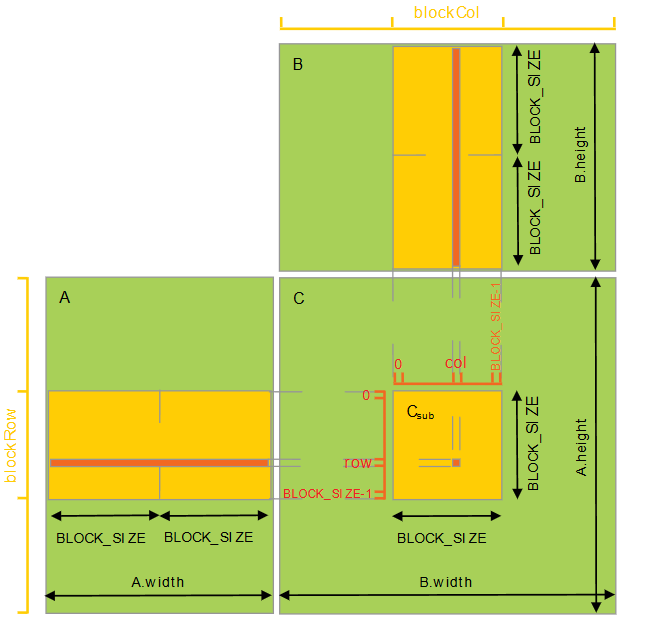 blockCol
B
BLOCK_SIZE
BLOCK_SIZE
B.height
A
C
BLOCK_SIZE-1
0
col
0
Csub
blockRow
row
BLOCK_SIZE-1
BLOCK_SIZE
A.height
BLOCK_SIZE
BLOCK_SIZE
BLOCK_SIZE
A.width
B.width